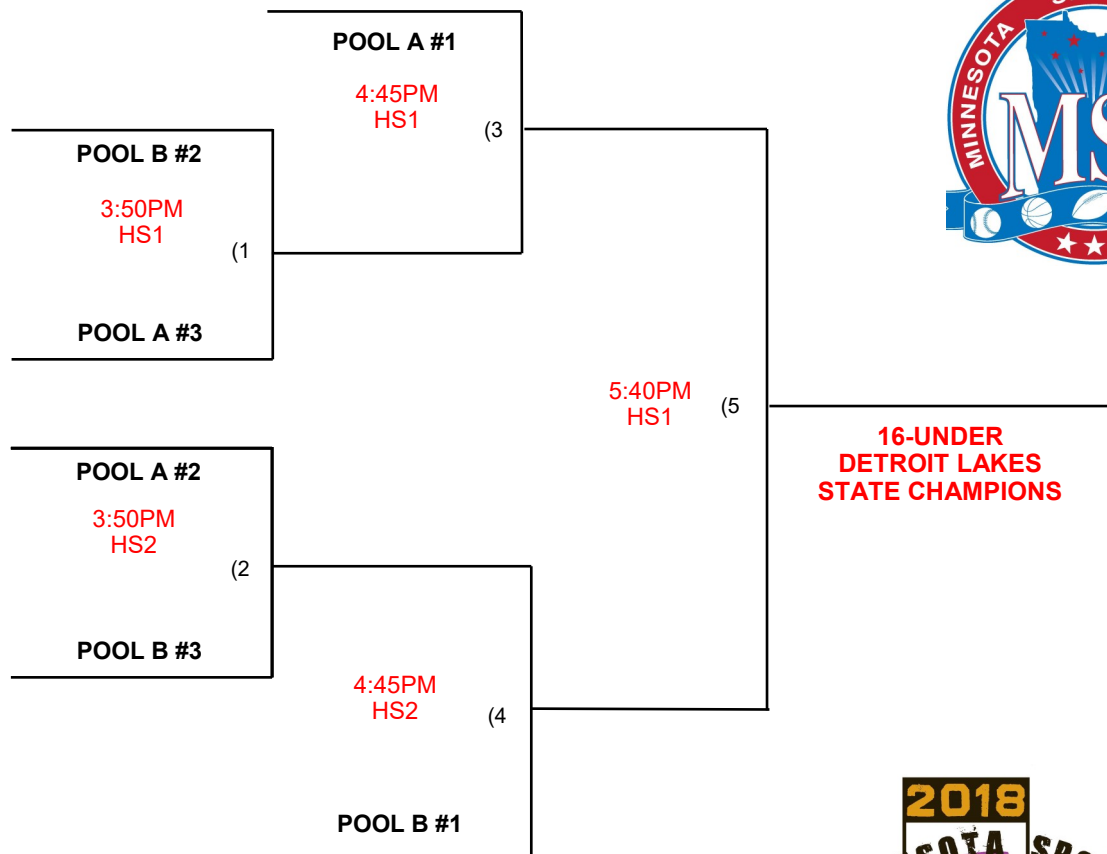 POOL A #1
4:45PM
HS1
(3
POOL B #2
3:50PM
HS1
(1
POOL A #3
5:40PM
HS1
(5
16-UNDER
DETROIT LAKES
STATE CHAMPIONS
POOL A #2
3:50PM
HS2
(2
POOL B #3
4:45PM
HS2
(4
POOL B #1
MINNESOTA
MS
2018